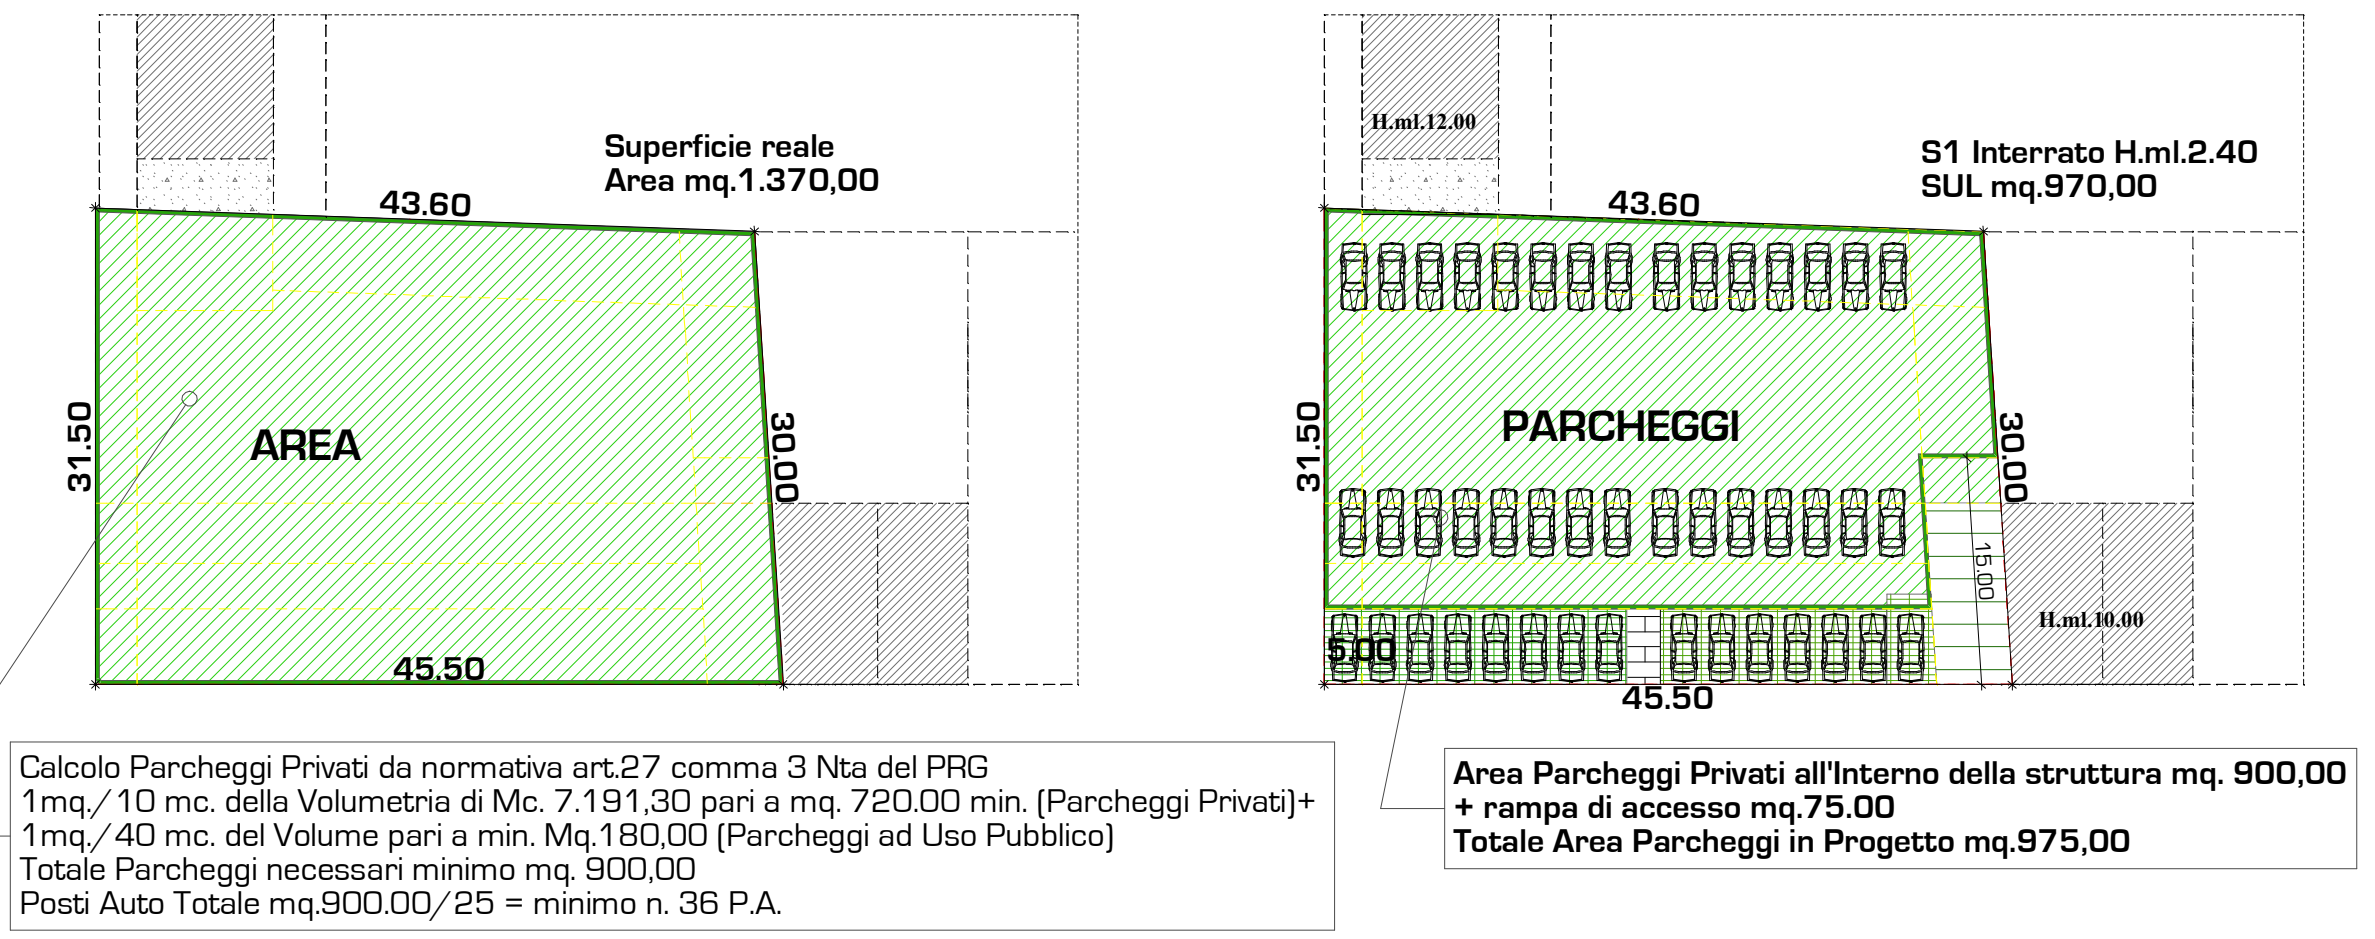 Superficie reale
Area mq.1.370,00
43.60
31.50
AREA
30.00
45.50
Calcolo Parcheggi Privati da normativa art.27 comma 3 Nta del PRG
1mq./10 mc. della Volumetria di Mc. 7.191,30 pari a mq. 720.00 min. (Parcheggi Privati)+
1mq./40 mc. del Volume pari a min. Mq.180,00 (Parcheggi ad Uso Pubblico)
Totale Parcheggi necessari minimo mq. 900,00
Posti Auto Totale mq.900.00/25 = minimo n. 36 P.A.
H.ml.12.00
S1 Interrato H.ml.2.40
SUL mq.970,00
43.60
31.50
PARCHEGGI
30.00
15.00
H.ml.10.00
5.00
45.50
Area Parcheggi Privati all'Interno della struttura mq. 900,00
+ rampa di accesso mq.75.00
Totale Area Parcheggi in Progetto mq.975,00